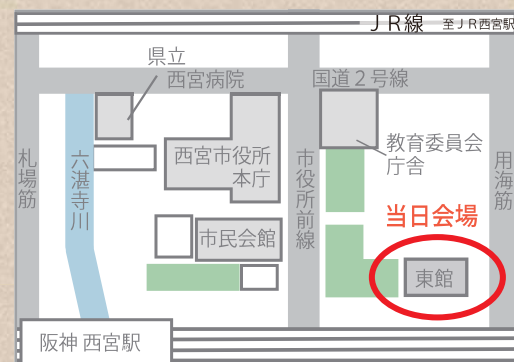 JR線 至JR西宮駅
県立
西宮病院
国道2号線
札場筋
六湛寺川
西宮市役所
本庁
市役所前線
教育委員会
庁舎
用海筋
当日会場
市民会館
東館
阪神 西宮駅